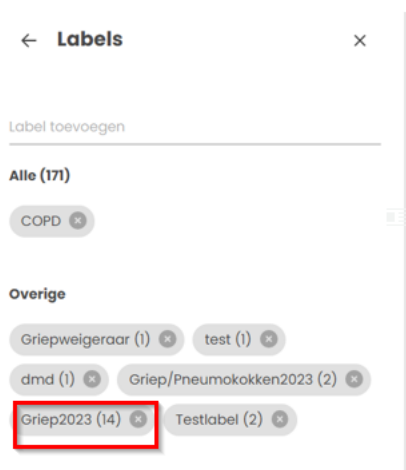 Labels
Label toevoegen
Alle (171)
COPD
Overige
Griepweigeraar (1) test (1)
dmd (1) Griep/Pneumokokken2023 (2)
Griep2023 (14) Testlabel (2)